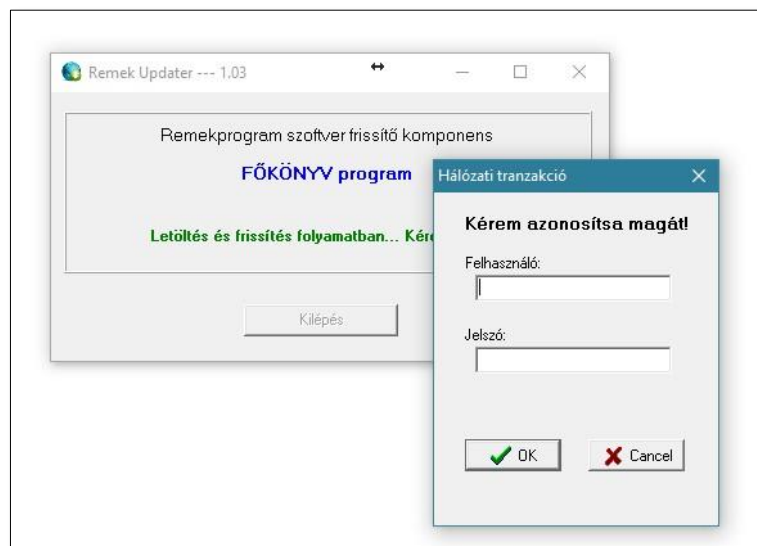 Remek Updater --- 1.03
Remekprogram szoftver frissítő komponens
FŐKÖNYV program
Letöltés és frissítés folyamatban...
Kilépés
Hálózati tranzakció
Kérem azonosítsa magát!
Felhasználó:
Jelszó:
OK
Cancel